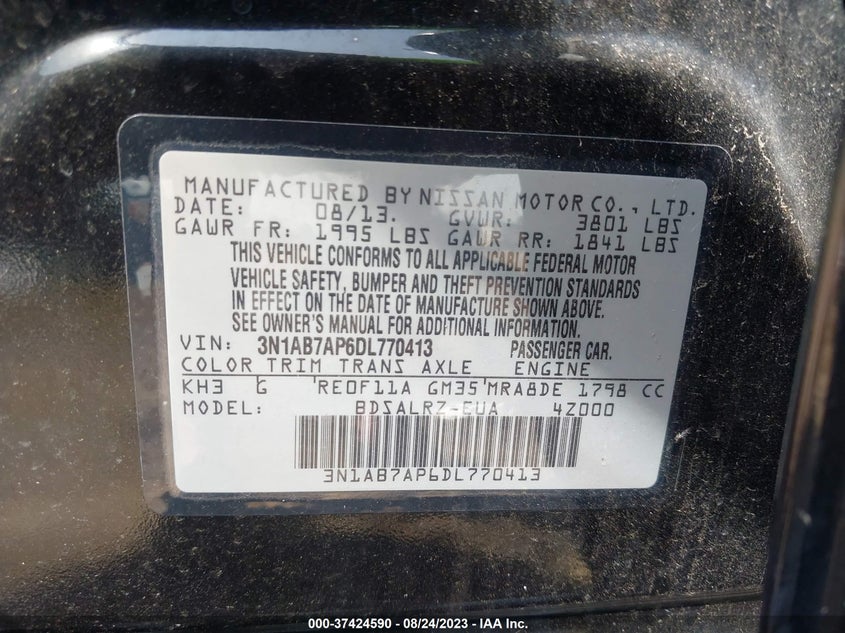 MANUFACTURED BY NISSAN MOTOR CO., LTD.
DATE: 08/13. GVWR: 3801 LBS
GAWR FR: 1995 LBS GAWR RR: 1841 LBS
THIS VEHICLE CONFORMS TO ALL APPLICABLE FEDERAL MOTOR
VEHICLE SAFETY, BUMPER AND THEFT PREVENTION STANDARDS
IN EFFECT ON THE DATE OF MANUFACTURE SHOWN ABOVE.
SEE OWNER'S MANUAL FOR ADDITIONAL INFORMATION.
VIN: 3N1AB7AP6DL770413 PASSENGER CAR.
COLOR TRIM TRANS AXLE ENGINE
KH3 G RE0F11A GM35 MRA8DE 1798 CC
MODEL: BDSALRZ-EUA 4Z000
3N1AB7AP6DL770413
000-37424590 - 08/24/2023 - IAA Inc.